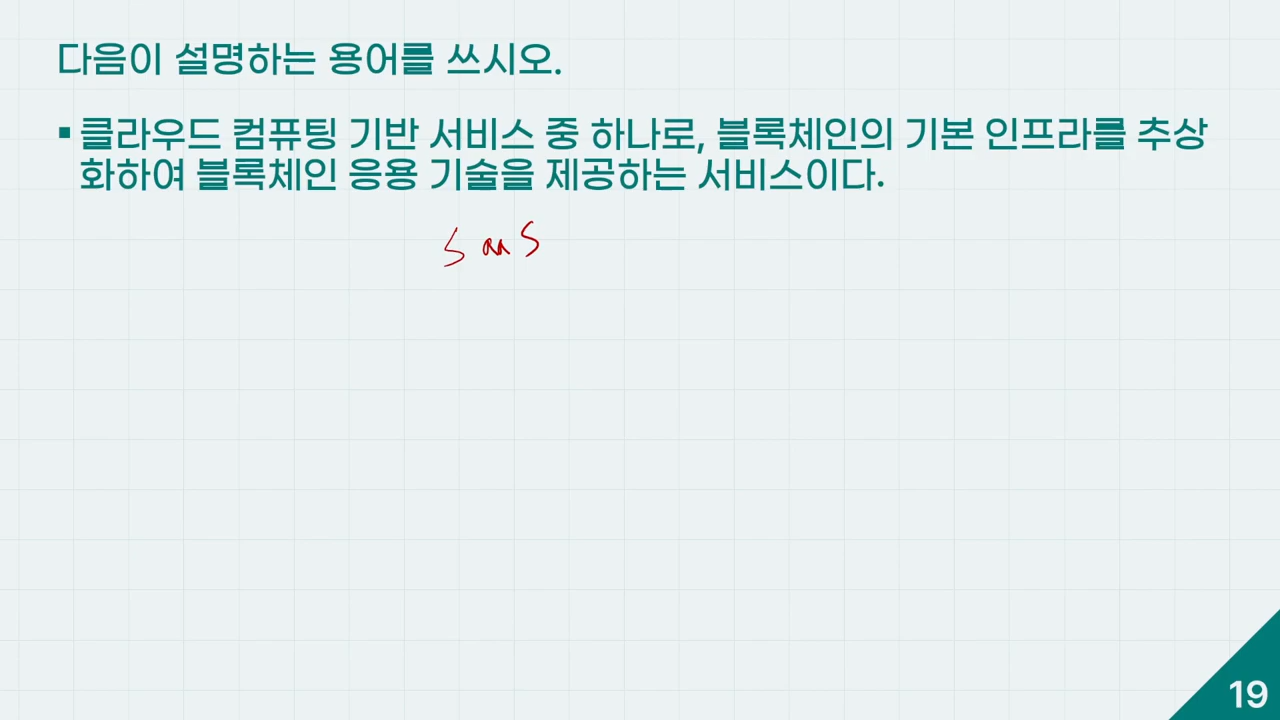 다음이 설명하는 용어를 쓰시오.
▪ 클라우드 컴퓨팅 기반 서비스 중 하나로, 블록체인의 기본 인프라를 추상
화하여 블록체인 응용 기술을 제공하는 서비스이다.
SaaS
19